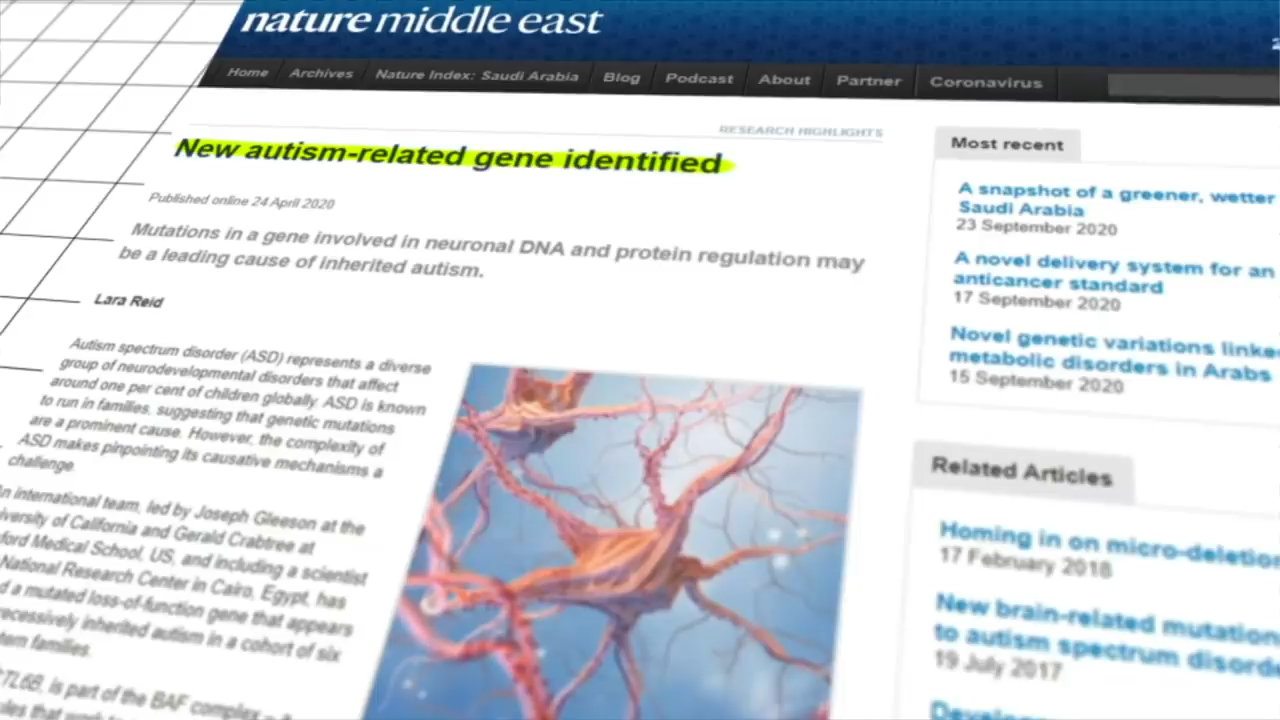 nature middle east
Home Archives Nature Index: Saudi Arabia Blog Podcast About Partner Coronavirus
RESEARCH HIGHLIGHTS
New autism-related gene identified
Published online 24 April 2020
Mutations in a gene involved in neuronal DNA and protein regulation may
be a leading cause of inherited autism.
Lara Reid
Autism spectrum disorder (ASD) represents a diverse
group of neurodevelopmental disorders that affect
around one per cent of children globally. ASD is known
to run in families, suggesting that genetic mutations
are a prominent cause. However, the complexity of
ASD makes pinpointing its causative mechanisms a
challenge.
An international team, led by Joseph Gleeson at the
University of California and Gerald Crabtree at
Medical School, US, and including a scientist
National Research Center in Cairo, Egypt, has
a mutated loss-of-function gene that appears
recessively inherited autism in a cohort of six
families.
is part of the BAF complex
that
Most recent
A snapshot of a greener, wetter
Saudi Arabia
23 September 2020
A novel delivery system for an
anticancer standard
17 September 2020
Novel genetic variations linke
metabolic disorders in Arabs
15 September 2020
Related Articles
Homing in on micro-deletion
17 February 2018
New brain-related mutation
to autism spectrum disorde
19 July 2017